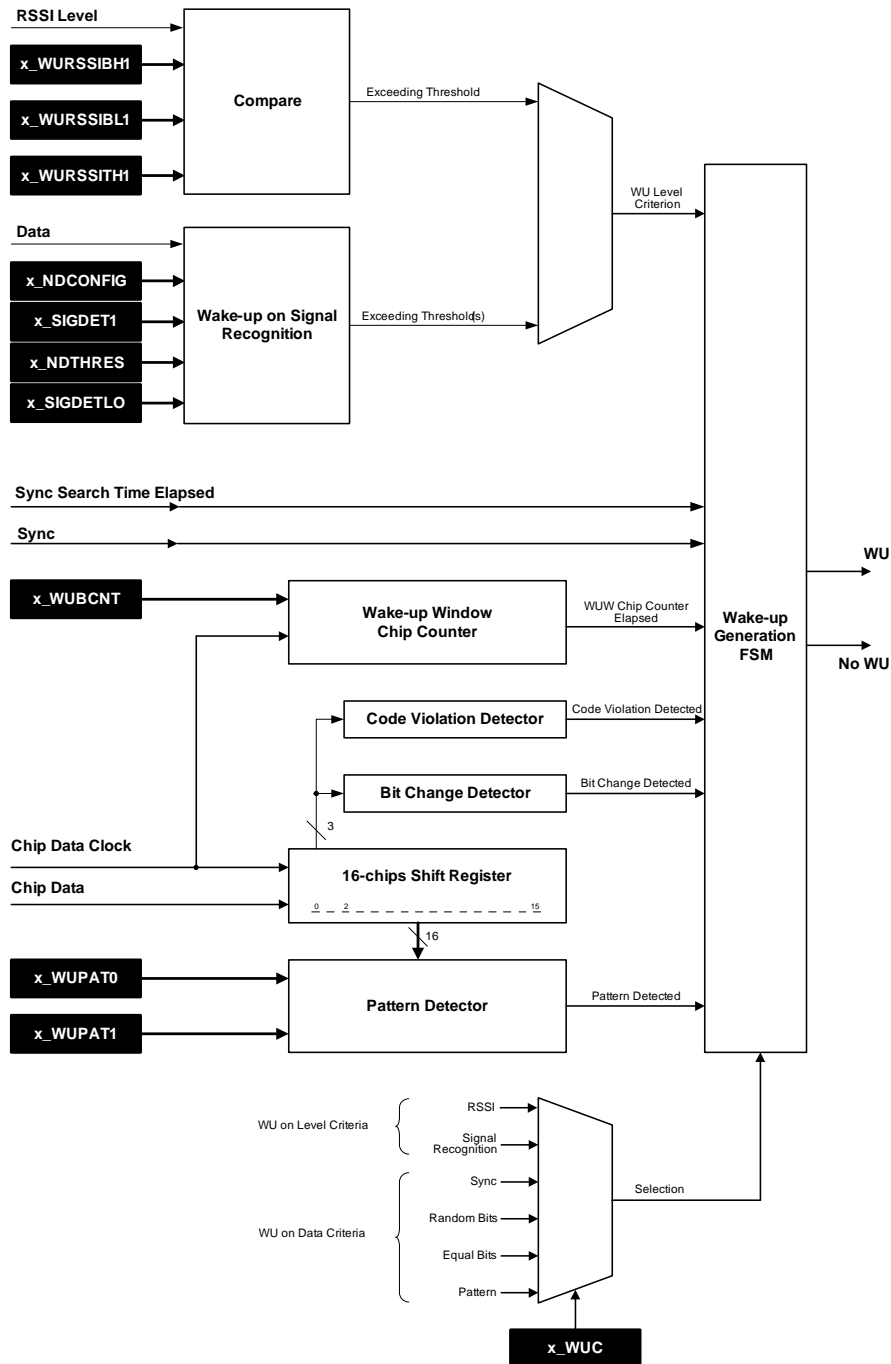 RSSI Level
x_WURSSIBH1
x_WURSSIBL1
x_WURSSITH1
Compare
Exceeding Threshold
WU Level
Criterion
Data
x_NDCONFIG
x_SIGDET1
x_NDTHRES
x_SIGDETLO
Wake-up on Signal
Recognition
Exceeding Threshold(s)
Sync Search Time Elapsed
Sync
x_WUBCNT
Wake-up Window
Chip Counter
WUW Chip Counter
Elapsed
Wake-up
Generation
FSM
WU
No WU
Code Violation Detector
Code Violation Detected
Bit Change Detector
Bit Change Detected
3
Chip Data Clock
Chip Data
16-chips Shift Register
0 2 15
16
x_WUPAT0
x_WUPAT1
Pattern Detector
Pattern Detected
WU on Level Criteria
RSSI
Signal
Recognition
WU on Data Criteria
Sync
Random Bits
Equal Bits
Pattern
Selection
x_WUC